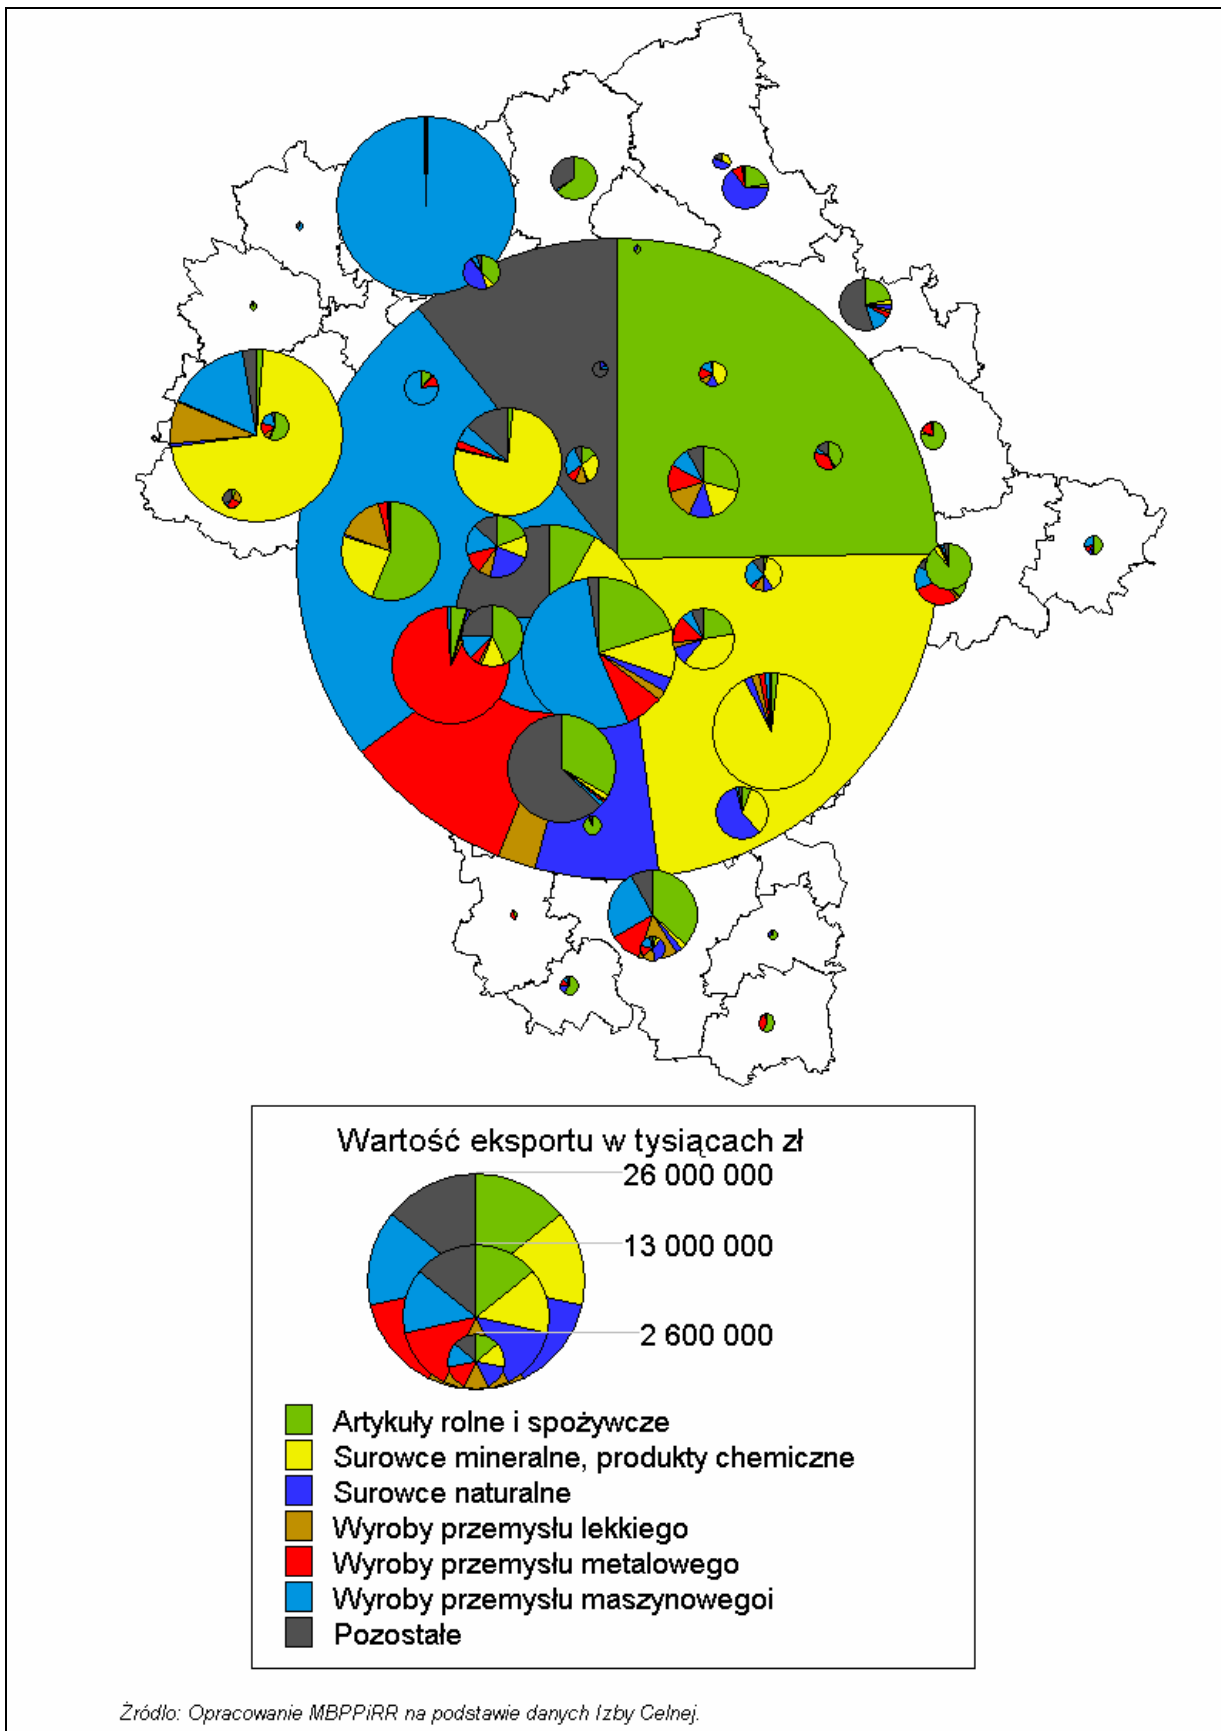 Wartość eksportu w tysiącach zł
26 000 000
13 000 000
2 600 000
Artykuły rolne i spożywcze
Surowce mineralne, produkty chemiczne
Surowce naturalne
Wyroby przemysłu lekkiego
Wyroby przemysłu metalowego
Wyroby przemysłu maszynowegoi
Pozostałe
Źródło: Opracowanie MBPPiRR na podstawie danych Izby Celnej.